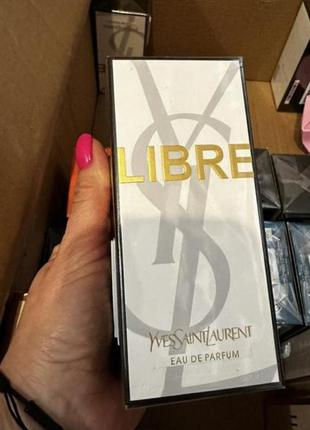 LIBRE
YVESSAINTLAURENT
EAU DE PARFUM